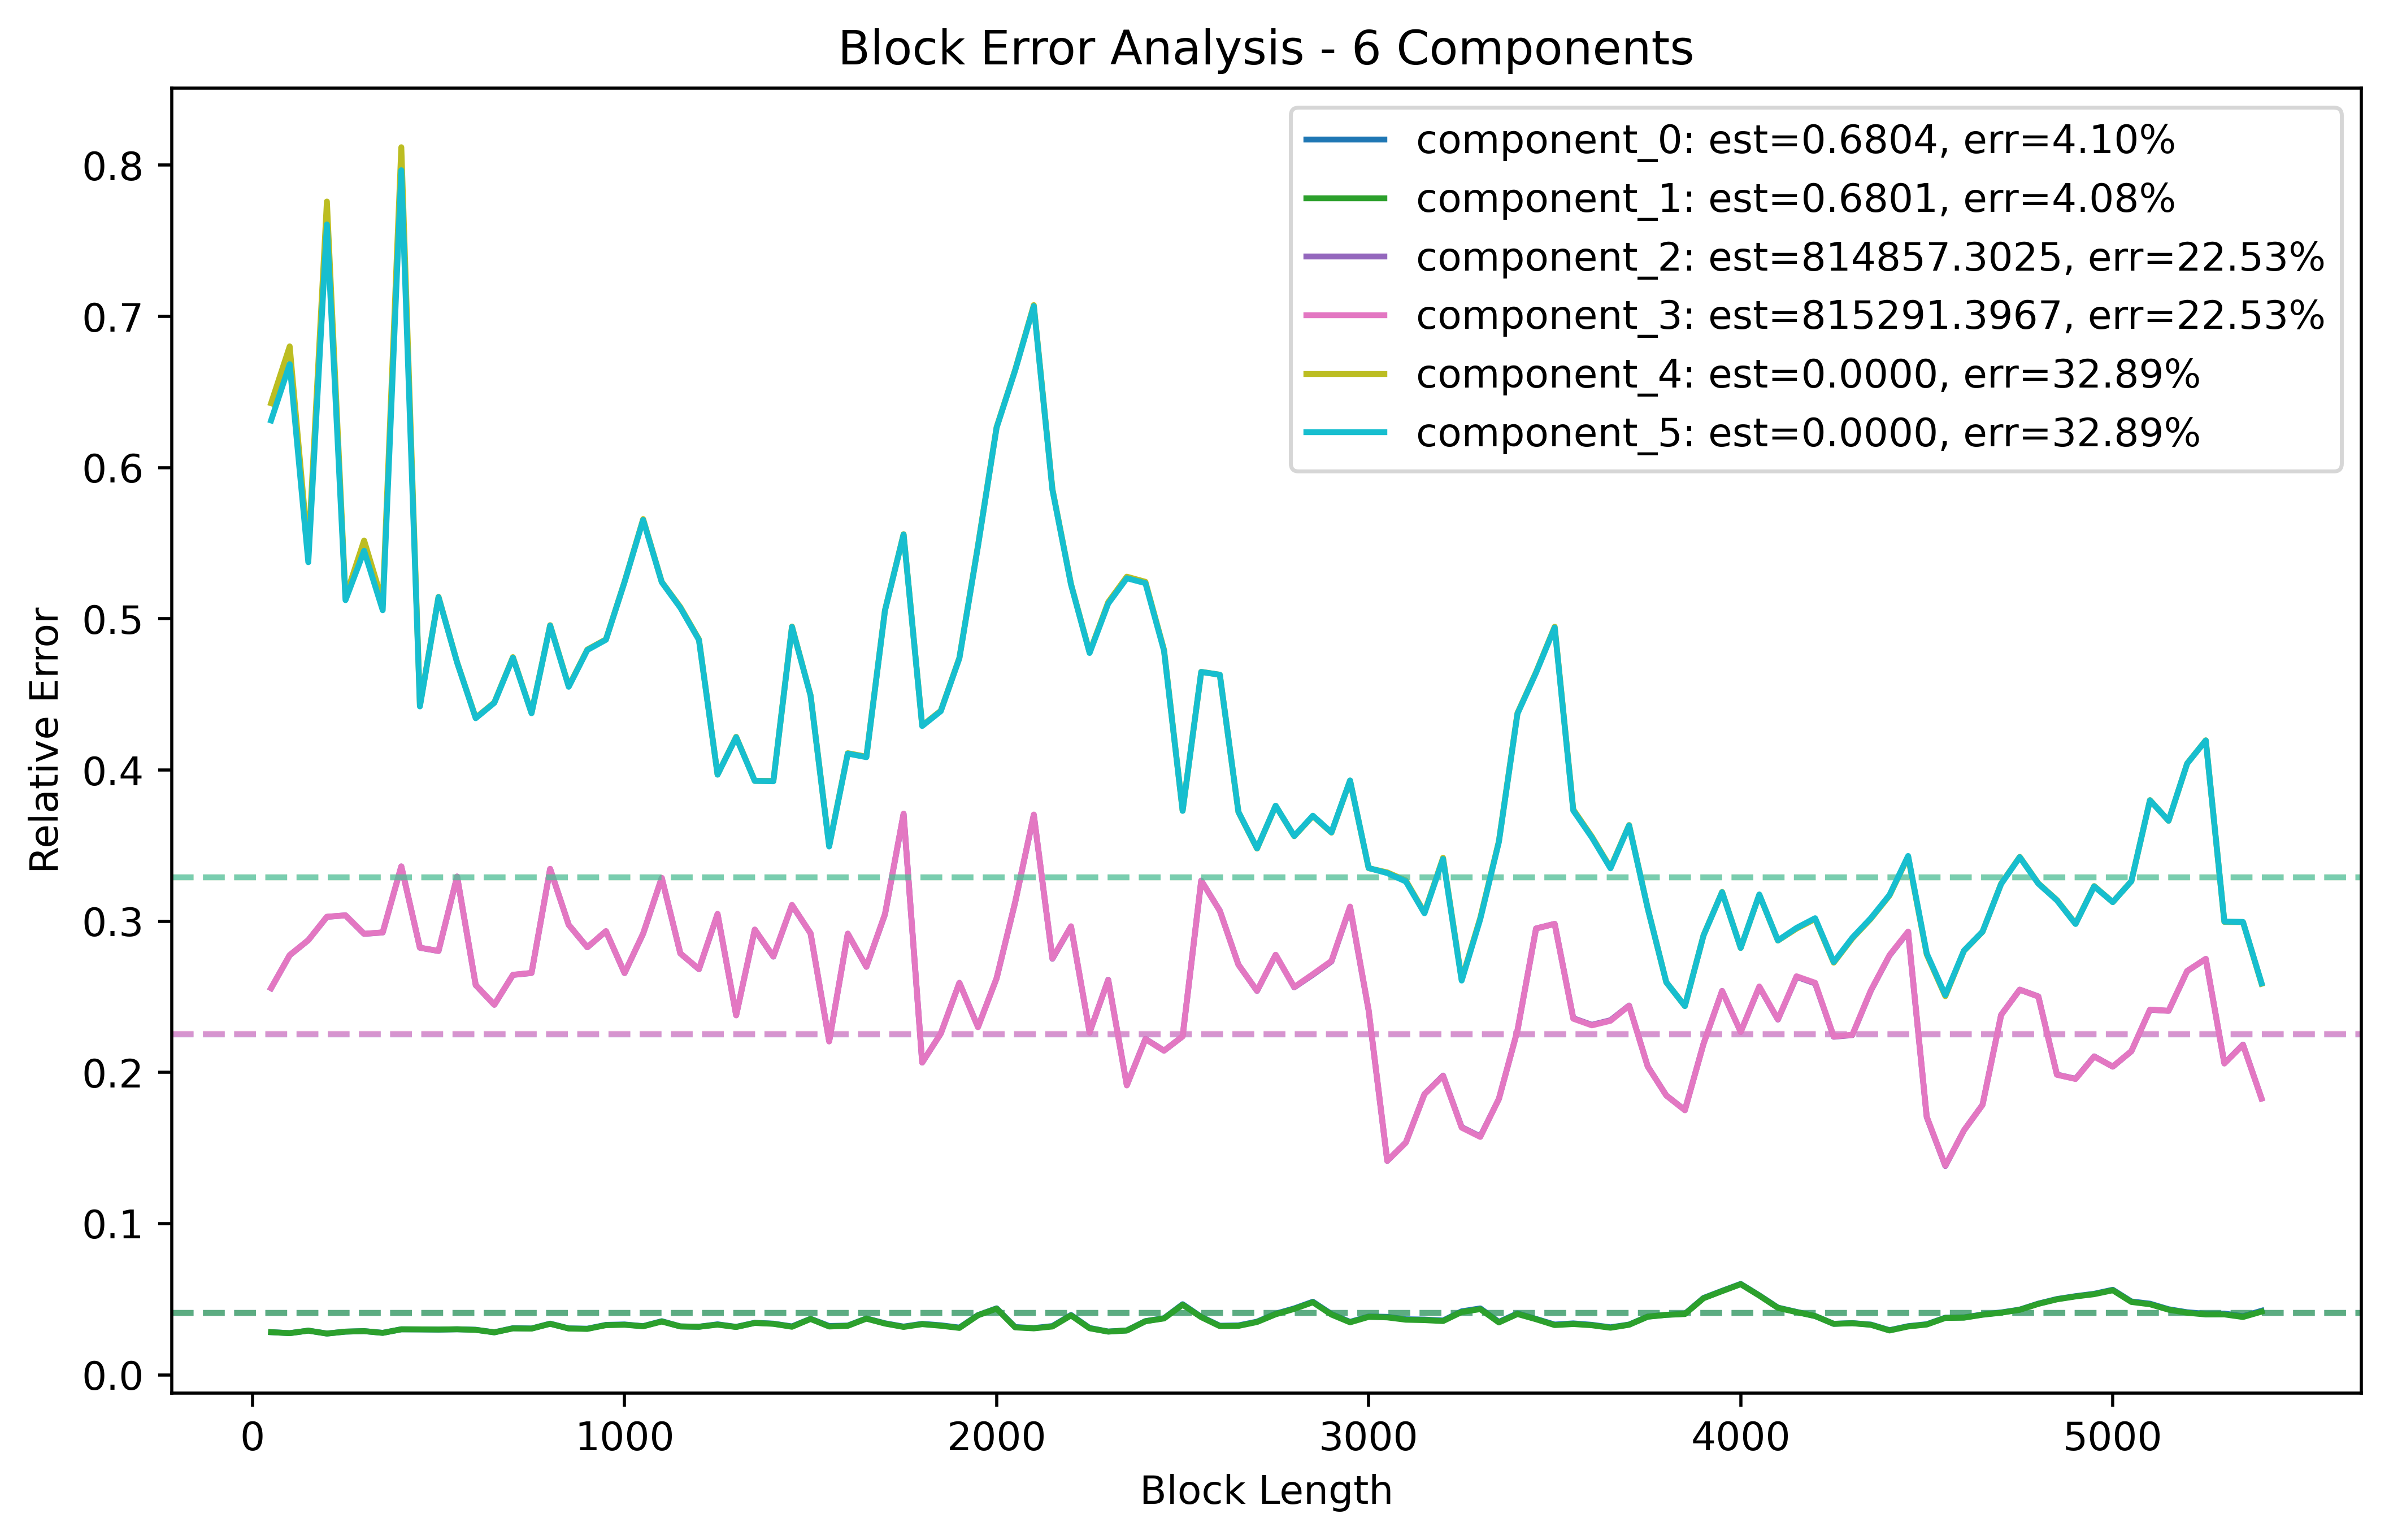 Block Error Analysis - 6 Components
component_0: est=0.6804, err=4.10%
component_1: est=0.6801, err=4.08%
component_2: est=814857.3025, err=22.53%
component_3: est=815291.3967, err=22.53%
component_4: est=0.0000, err=32.89%
component_5: est=0.0000, err=32.89%
Relative Error
0.8
0.7
0.6
0.5
0.4
0.3
0.2
0.1
0.0
0 1000 2000 3000 4000 5000
Block Length